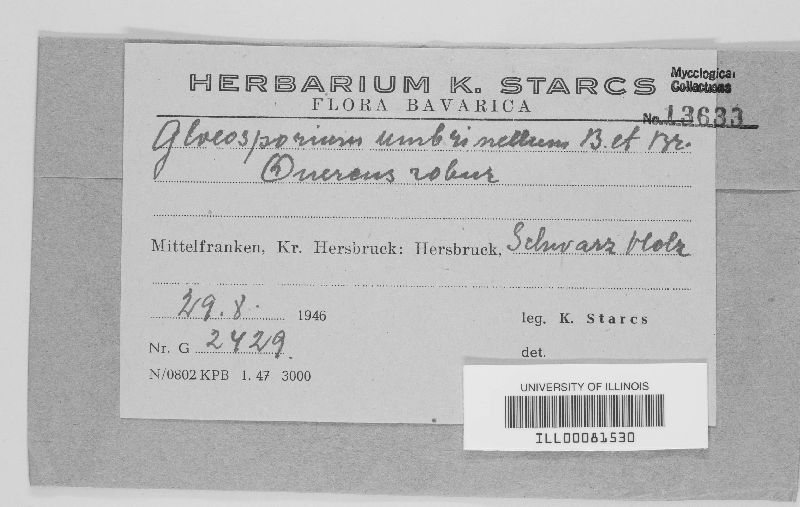 HERBARIUM K. STARCS
FLORA BAVARICA
Mycological
Collections
No. 13633
Gloeosporium umbrinellum B. et Br.
Quercus robur
Mittelfranken, Kr. Hersbruck: Hersbruck, Schwarz Holz
29.8. 1946
leg. K. Starcs
Nr. G 2429.
det.
N/0802 KPB 1. 47 3000
UNIVERSITY OF ILLINOIS
ILL00081530